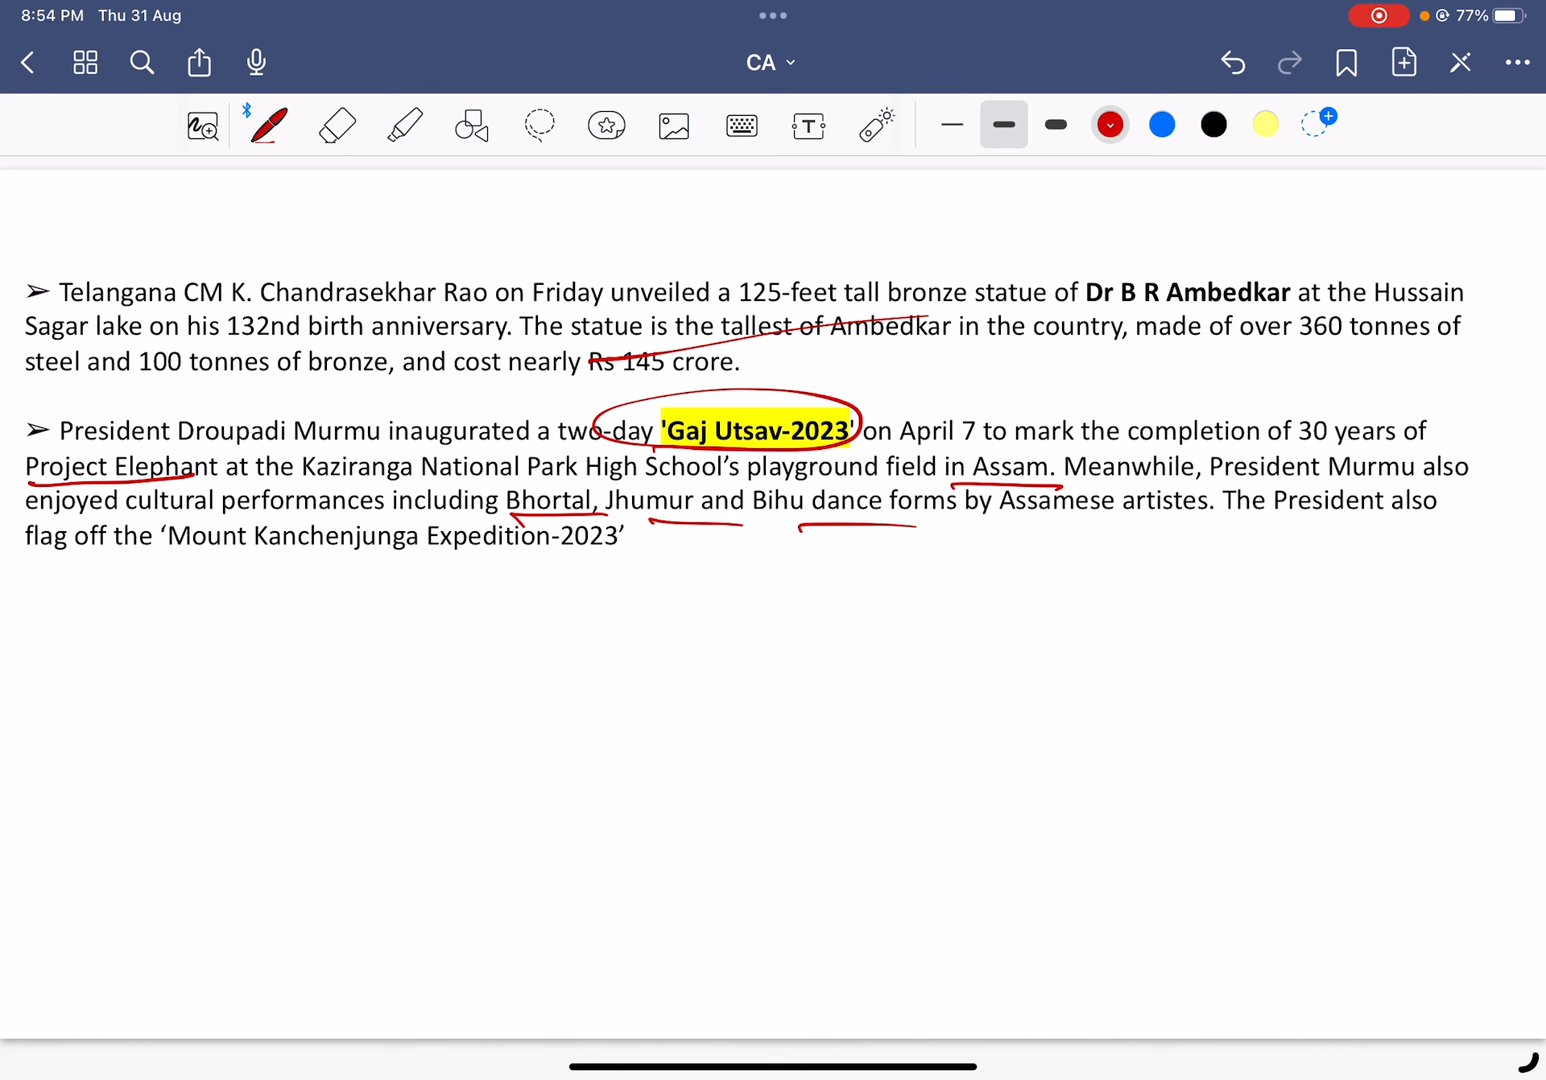 8:54 PM Thu 31 Aug
77%
CA
T
➢ Telangana CM K. Chandrasekhar Rao on Friday unveiled a 125-feet tall bronze statue of Dr B R Ambedkar at the Hussain
Sagar lake on his 132nd birth anniversary. The statue is the tallest of Ambedkar in the country, made of over 360 tonnes of
steel and 100 tonnes of bronze, and cost nearly Rs 145 crore.
➢ President Droupadi Murmu inaugurated a two-day 'Gaj Utsav-2023' on April 7 to mark the completion of 30 years of
Project Elephant at the Kaziranga National Park High School’s playground field in Assam. Meanwhile, President Murmu also
enjoyed cultural performances including Bhortal, Jhumur and Bihu dance forms by Assamese artistes. The President also
flag off the ‘Mount Kanchenjunga Expedition-2023’